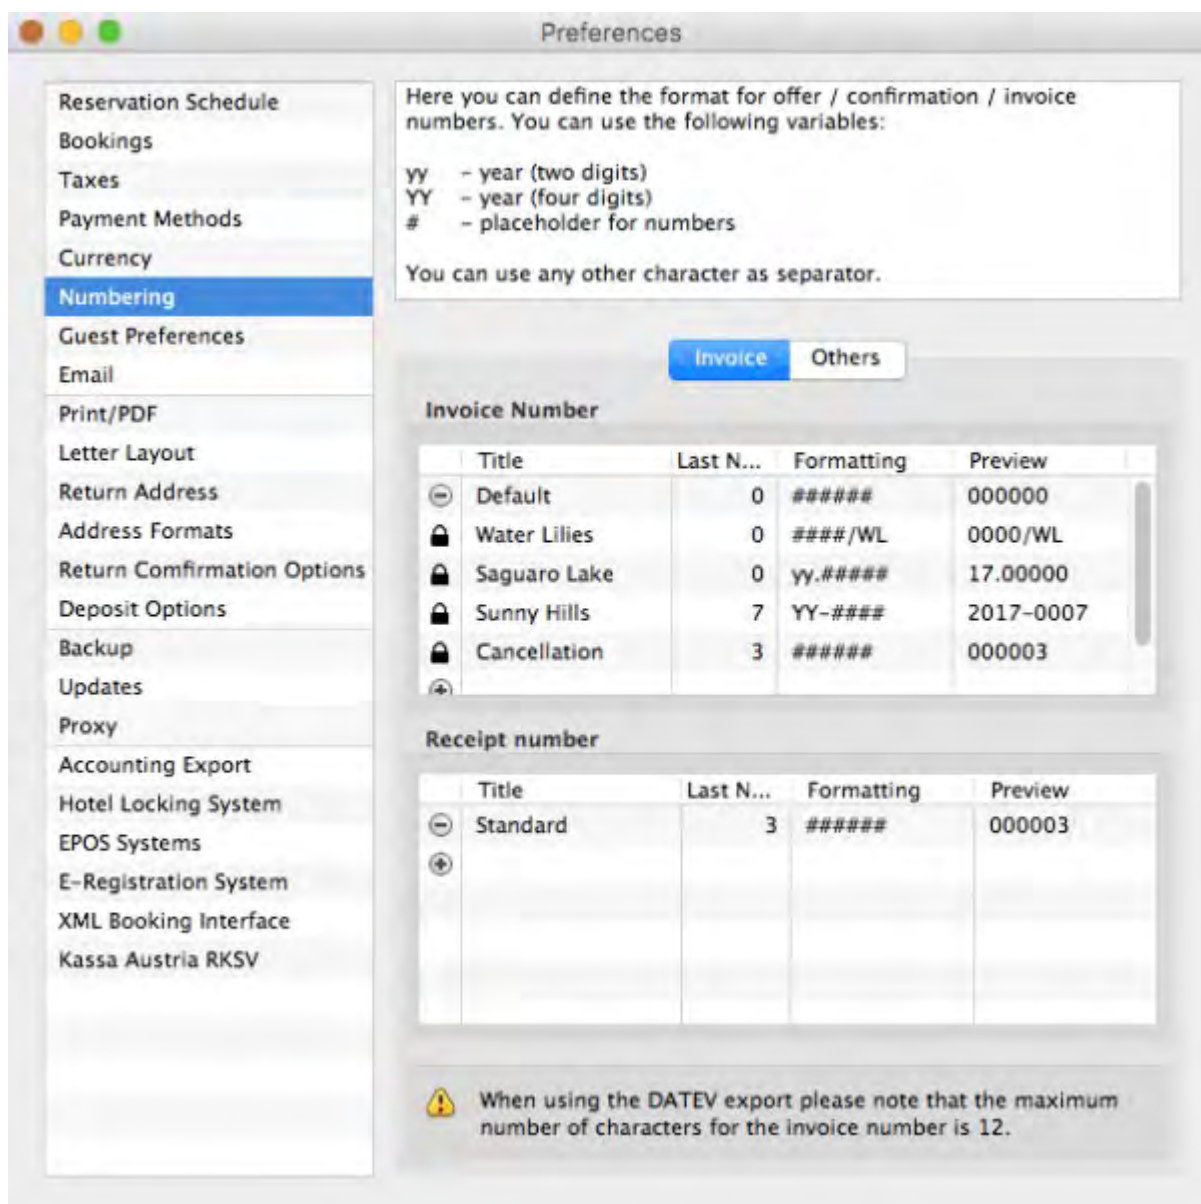 Preferences
Reservation Schedule
Bookings
Taxes
Payment Methods
Currency
Numbering
Guest Preferences
Email
Print/PDF
Letter Layout
Return Address
Address Formats
Return Comfirmation Options
Deposit Options
Backup
Updates
Proxy
Accounting Export
Hotel Locking System
EPOS Systems
E-Registration System
XML Booking Interface
Kassa Austria RKSV
Here you can define the format for offer / confirmation / invoice
numbers. You can use the following variables:
yy – year (two digits)
YY – year (four digits)
# – placeholder for numbers
You can use any other character as separator.
Invoice Others
Invoice Number
Title Last N... Formatting Preview
Default 0 ###### 000000
Water Lilies 0 ####/WL 0000/WL
Saguaro Lake 0 yy.##### 17.00000
Sunny Hills 7 YY-#### 2017-0007
Cancellation 3 ###### 000003
Receipt number
Title Last N... Formatting Preview
Standard 3 ###### 000003
When using the DATEV export please note that the maximum
number of characters for the invoice number is 12.